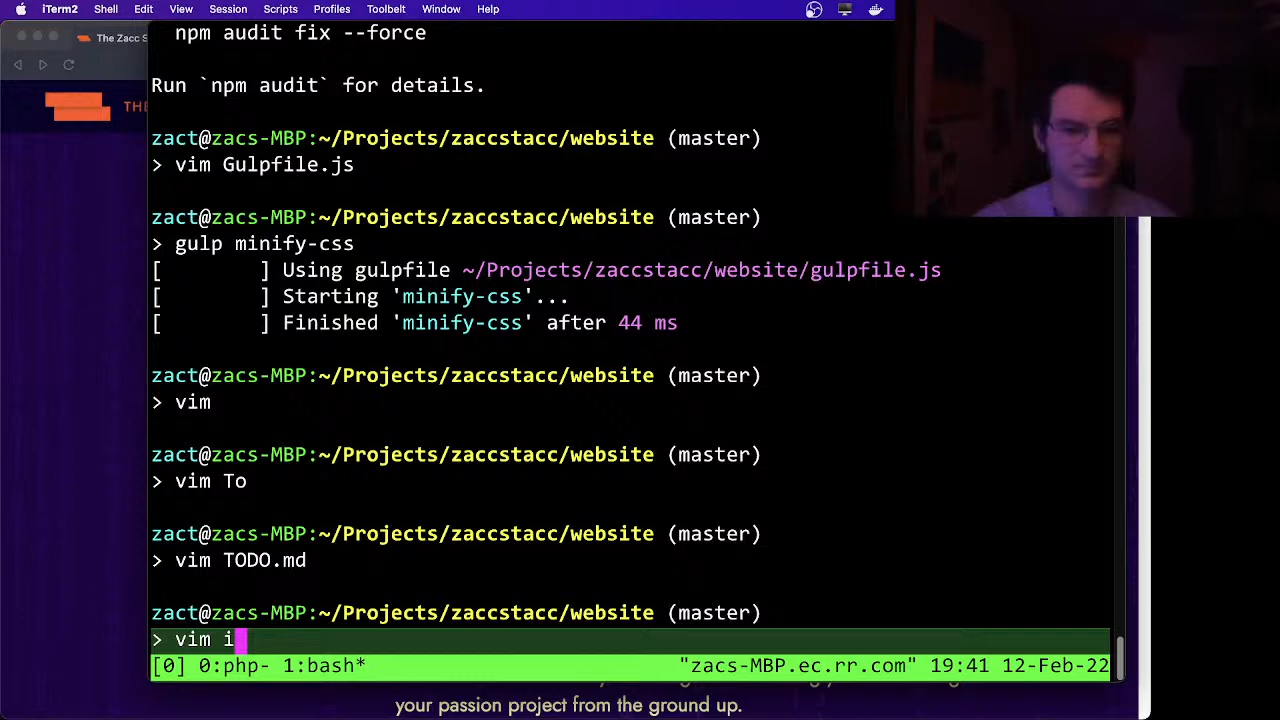 iTerm2 Shell Edit View Session Scripts Profiles Toolbelt Window Help
The Zacc S
THE
npm audit fix --force
Run `npm audit` for details.
zact@zacs-MBP:~/Projects/zaccstacc/website (master)
> vim Gulpfile.js
zact@zacs-MBP:~/Projects/zaccstacc/website (master)
> gulp minify-css
[ ] Using gulpfile ~/Projects/zaccstacc/website/gulpfile.js
[ ] Starting 'minify-css'...
[ ] Finished 'minify-css' after 44 ms
zact@zacs-MBP:~/Projects/zaccstacc/website (master)
> vim
zact@zacs-MBP:~/Projects/zaccstacc/website (master)
> vim To
zact@zacs-MBP:~/Projects/zaccstacc/website (master)
> vim TODO.md
zact@zacs-MBP:~/Projects/zaccstacc/website (master)
> vim i
[0] 0:php- 1:bash* "zacs-MBP.ec.rr.com" 19:41 12-Feb-22
your passion project from the ground up.